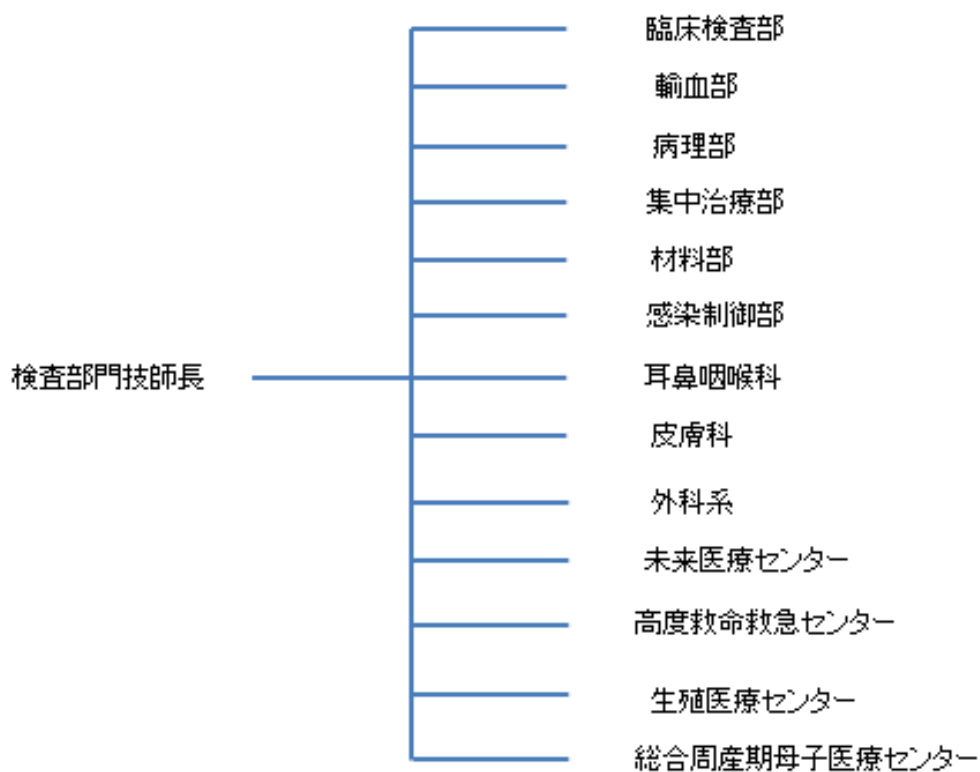 臨床検査部
輸血部
病理部
集中治療部
材料部
感染制御部
検査部門技師長
耳鼻咽喉科
皮膚科
外科系
未来医療センター
高度救命救急センター
生殖医療センター
総合周産期母子医療センター